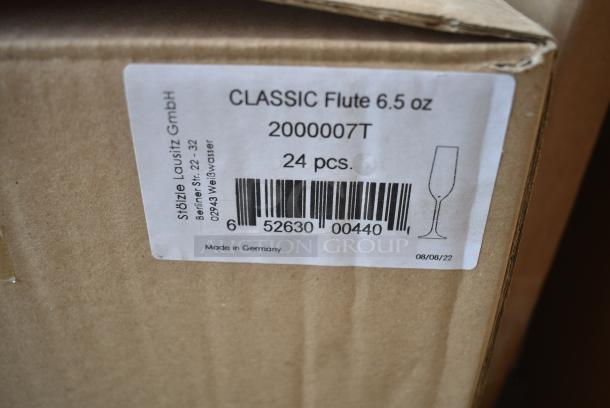 CLASSIC Flute 6.5 oz
2000007T
24 pcs.
Stölzle Lausitz GmbH
Berliner Str. 22 - 32
02943 Weißwasser
6 52630 00440
Made in Germany
08/08/22
GROUP